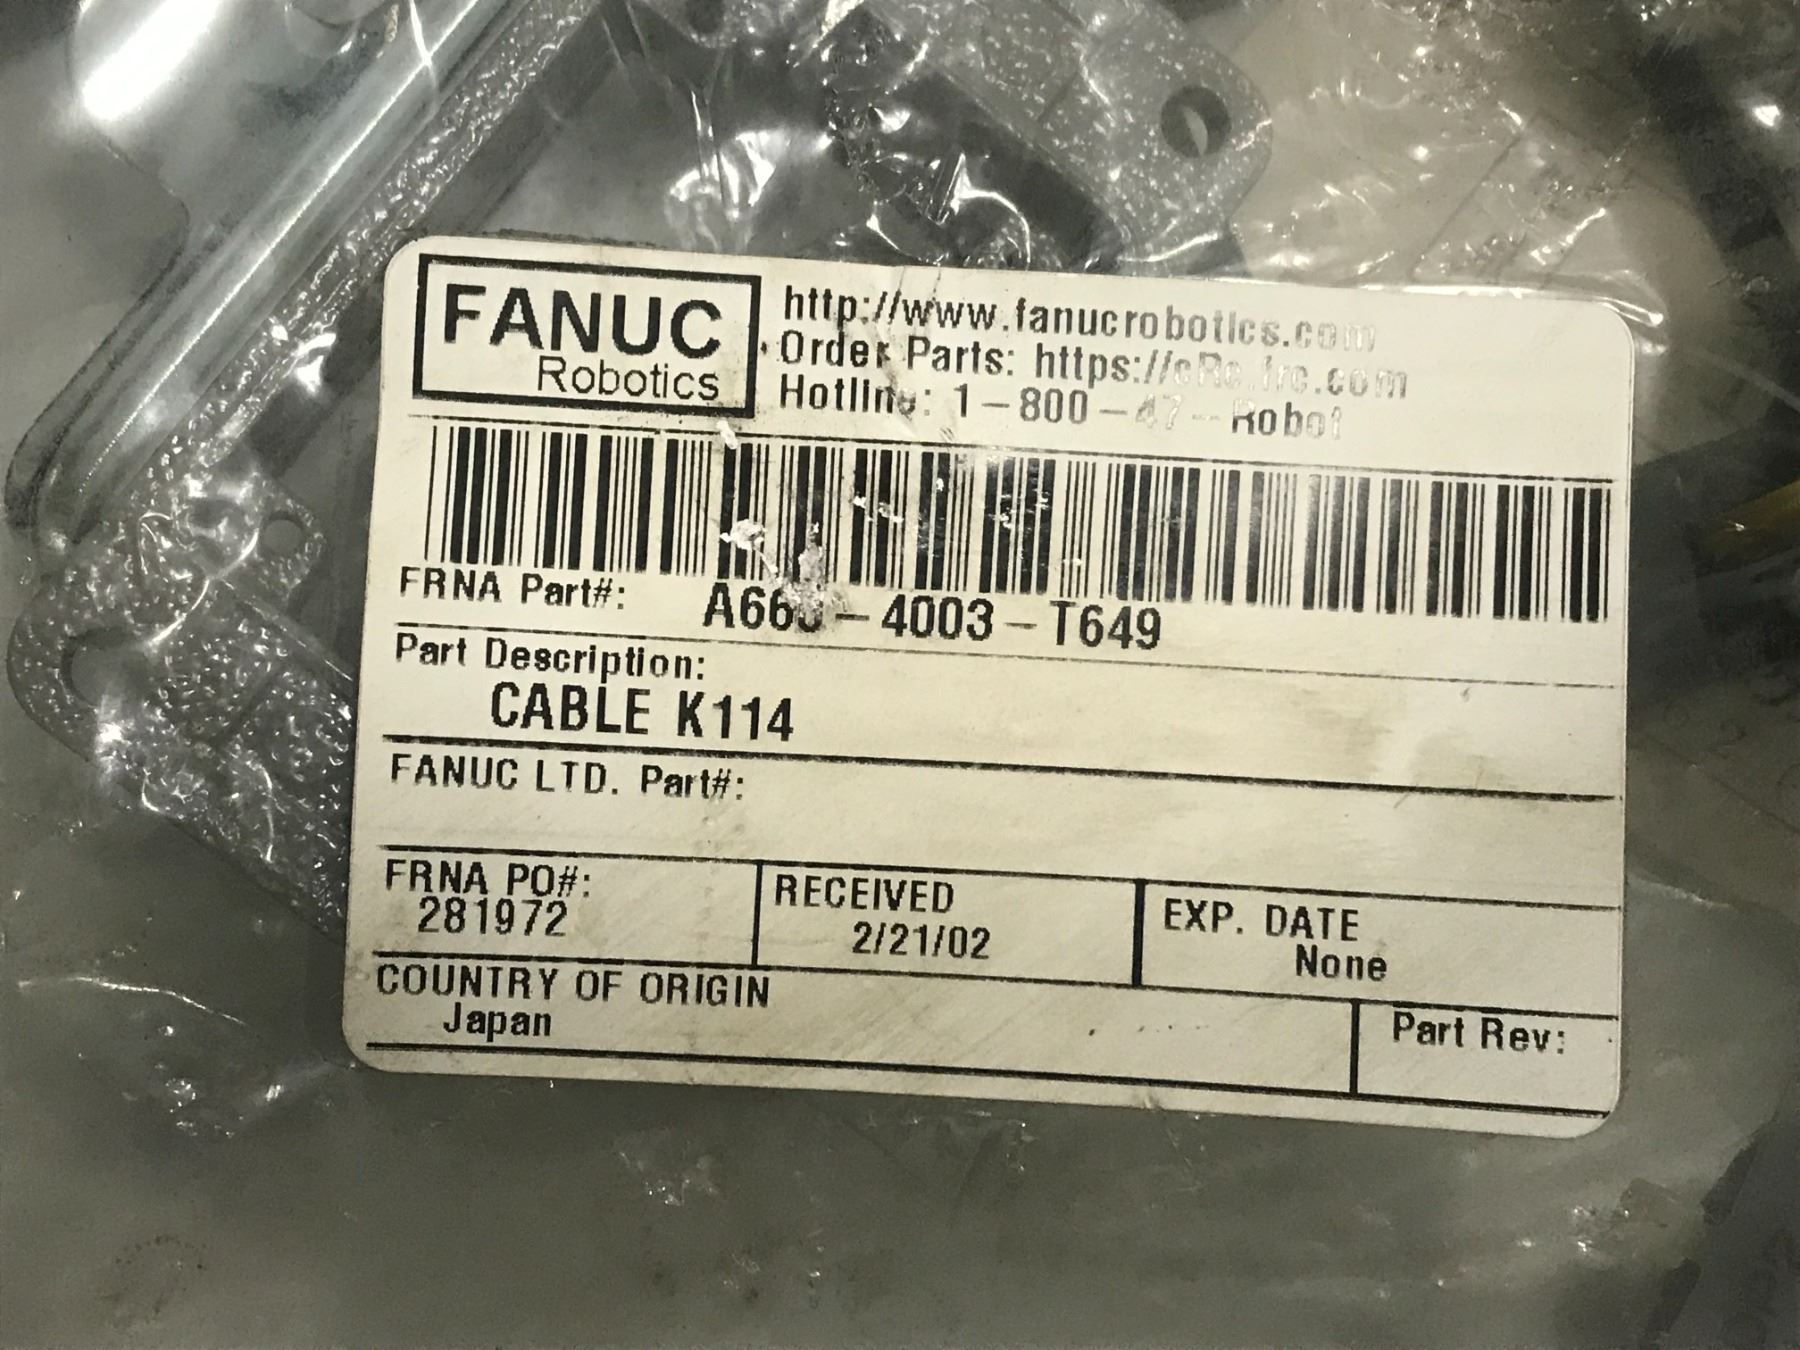 FANUC
Robotics
http://www.fanucrobotics.com
Order Parts:
Hotline: 1-800-47-Robot
FRNA Part#: A660-4003-T649
Part Description:
CABLE K114
FANUC LTD. Part#:
FRNA PO#:
281972
RECEIVED
2/21/02
EXP. DATE
None
COUNTRY OF ORIGIN
Japan
Part Rev: